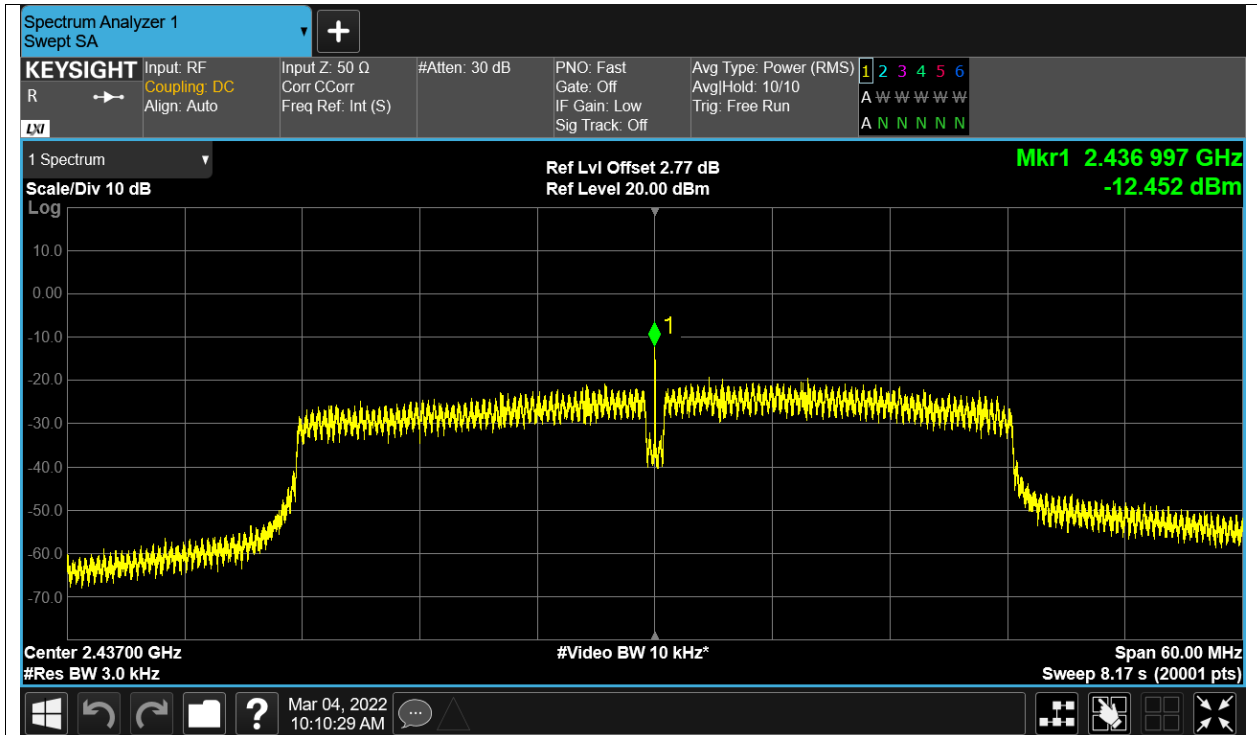 Spectrum Analyzer 1
Swept SA
KEYSIGHT
R
LXI
Input: RF
Coupling: DC
Align: Auto
Input Z: 50 Ω
Corr CCorr
Freq Ref: Int (S)
#Atten: 30 dB
PNO: Fast
Gate: Off
IF Gain: Low
Sig Track: Off
Avg Type: Power (RMS)
Avg|Hold: 10/10
Trig: Free Run
1 2 3 4 5 6
A W W W W W
A N N N N N
1 Spectrum
Scale/Div 10 dB
Log
Ref Lvl Offset 2.77 dB
Ref Level 20.00 dBm
Mkr1 2.436 997 GHz
-12.452 dBm
10.0
0.00
-10.0
-20.0
-30.0
-40.0
-50.0
-60.0
-70.0
1
Center 2.43700 GHz
#Res BW 3.0 kHz
#Video BW 10 kHz*
Span 60.00 MHz
Sweep 8.17 s (20001 pts)
?
Mar 04, 2022
10:10:29 AM